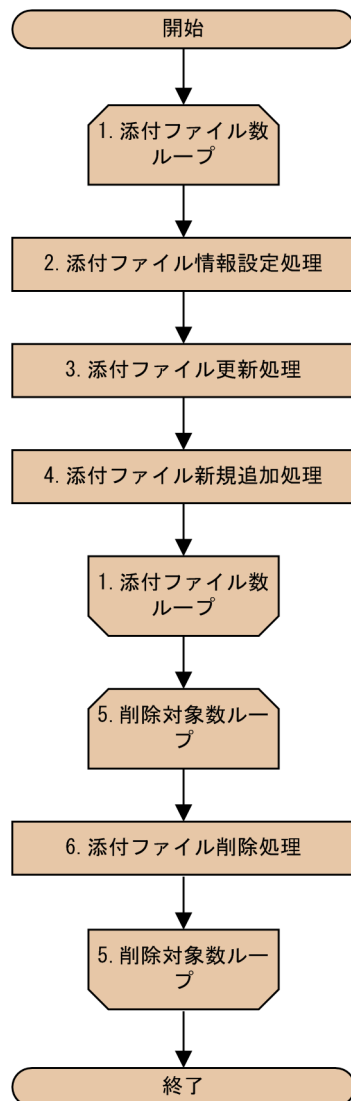 開始
1. 添付ファイル数
ループ
2. 添付ファイル情報設定処理
3. 添付ファイル更新処理
4. 添付ファイル新規追加処理
1. 添付ファイル数
ループ
5. 削除対象数ルー
プ
6. 添付ファイル削除処理
5. 削除対象数ルー
プ
終了